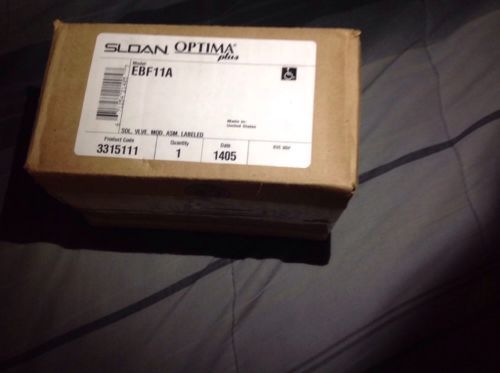 SLOAN OPTIMA® plus
Model
EBF11A
Made in:
United States
SOL. VLVE. MOD. ASM. LABELED
Product Code
3315111
Quantity
1
Date
1405